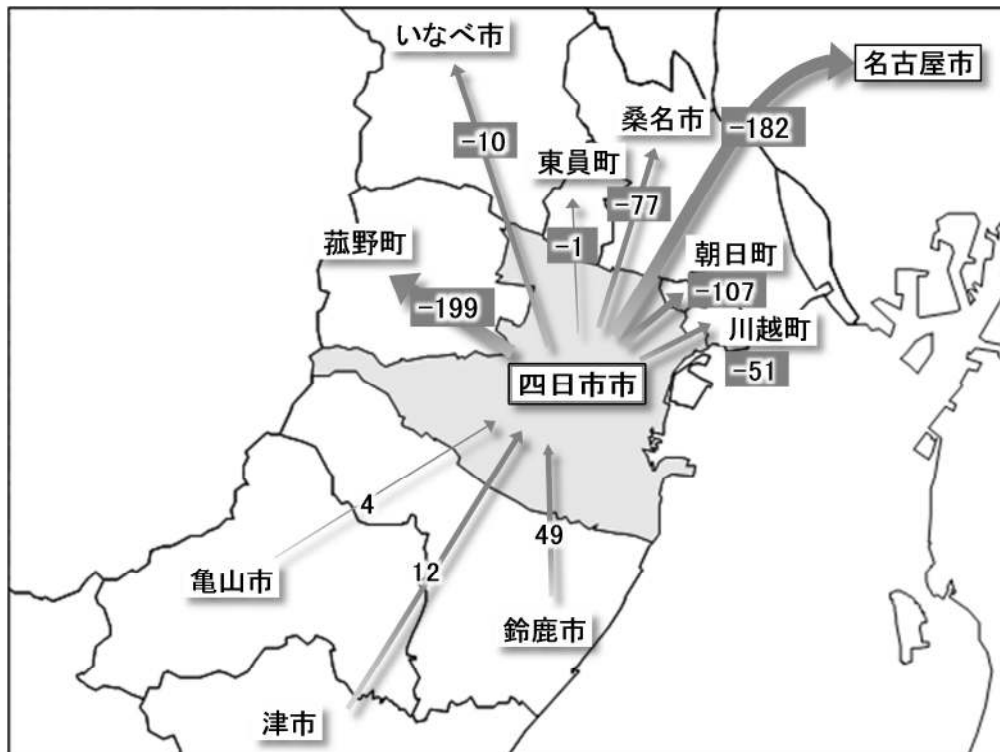 いなべ市
名古屋市
桑名市
-182
-10
東員町
-77
菰野町
-1
朝日町
-107
-199
川越町
-51
四日市市
4
49
12
亀山市
鈴鹿市
津市